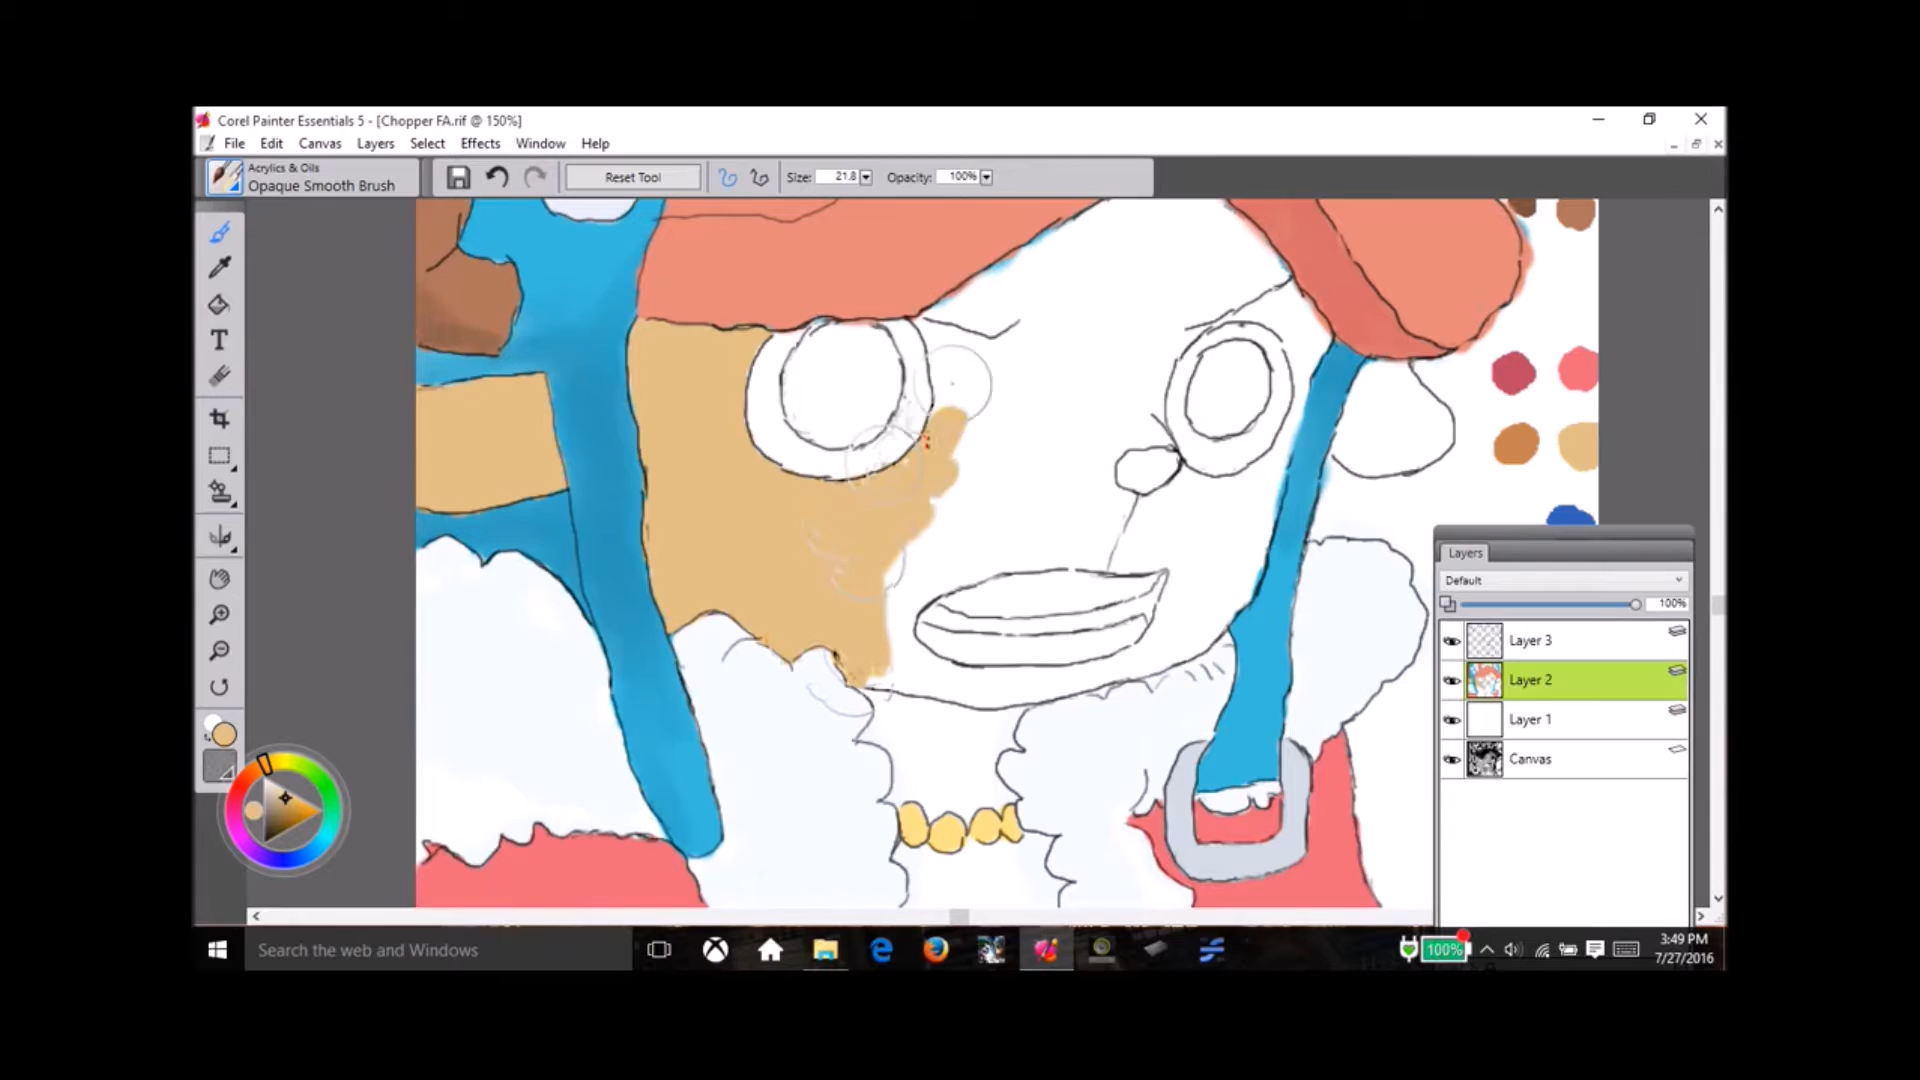 Corel Painter Essentials 5 - [Chopper FA.rif @ 150%]
File Edit Canvas Layers Select Effects Window Help
Acrylics & Oils
Opaque Smooth Brush
Reset Tool
Size: 21.8
Opacity: 100%
T
Layers
Default
100%
Layer 3
Layer 2
Layer 1
Canvas
Search the web and Windows
100%
3:49 PM
7/27/2016